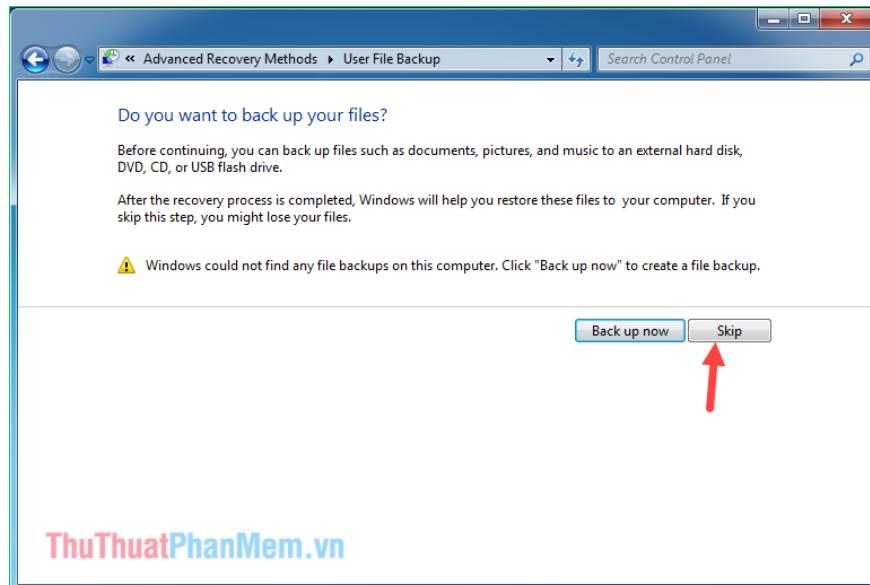 « Advanced Recovery Methods ▸ User File Backup
Search Control Panel
Do you want to back up your files?
Before continuing, you can back up files such as documents, pictures, and music to an external hard disk,
DVD, CD, or USB flash drive.
After the recovery process is completed, Windows will help you restore these files to your computer. If you
skip this step, you might lose your files.
Windows could not find any file backups on this computer. Click "Back up now" to create a file backup.
Back up now
Skip
ThuThuatPhanMem.vn